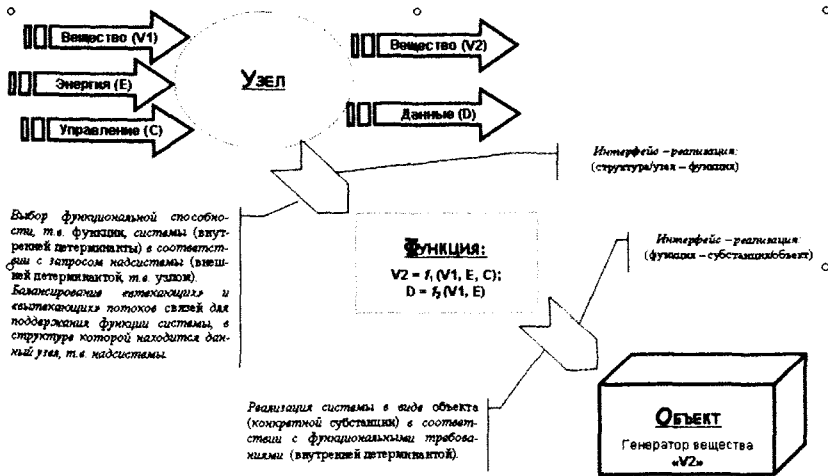 Вещество (V1)
Энергия (E)
Управление (C)
УЗЕЛ
Вещество (V2)
Данные (D)
Интерфейс – реализация:
(структура/узел – функция)
Выбор функциональной способно-
сти, т.е. функции, системы (внут-
ренней детерминанты) в соответст-
вии с запросом надсистемы (внеш-
ней детерминантой, т.е. узлом).
Балансирование «втекающих» и
«вытекающих» потоков связей для
поддержания функции системы, в
структуре которой находится дан-
ный узел, т.е. надсистемы.
ФУНКЦИЯ:
V2 = f₁ (V1, E, C);
D = f₂ (V1, E)
Интерфейс – реализация:
(функция – субстанция/объект)
Реализация системы в виде объекта
(конкретной субстанции) в соответ-
ствии с функциональными требова-
ниями (внутренней детерминантой).
ОБЪЕКТ
Генератор вещества
«V2»